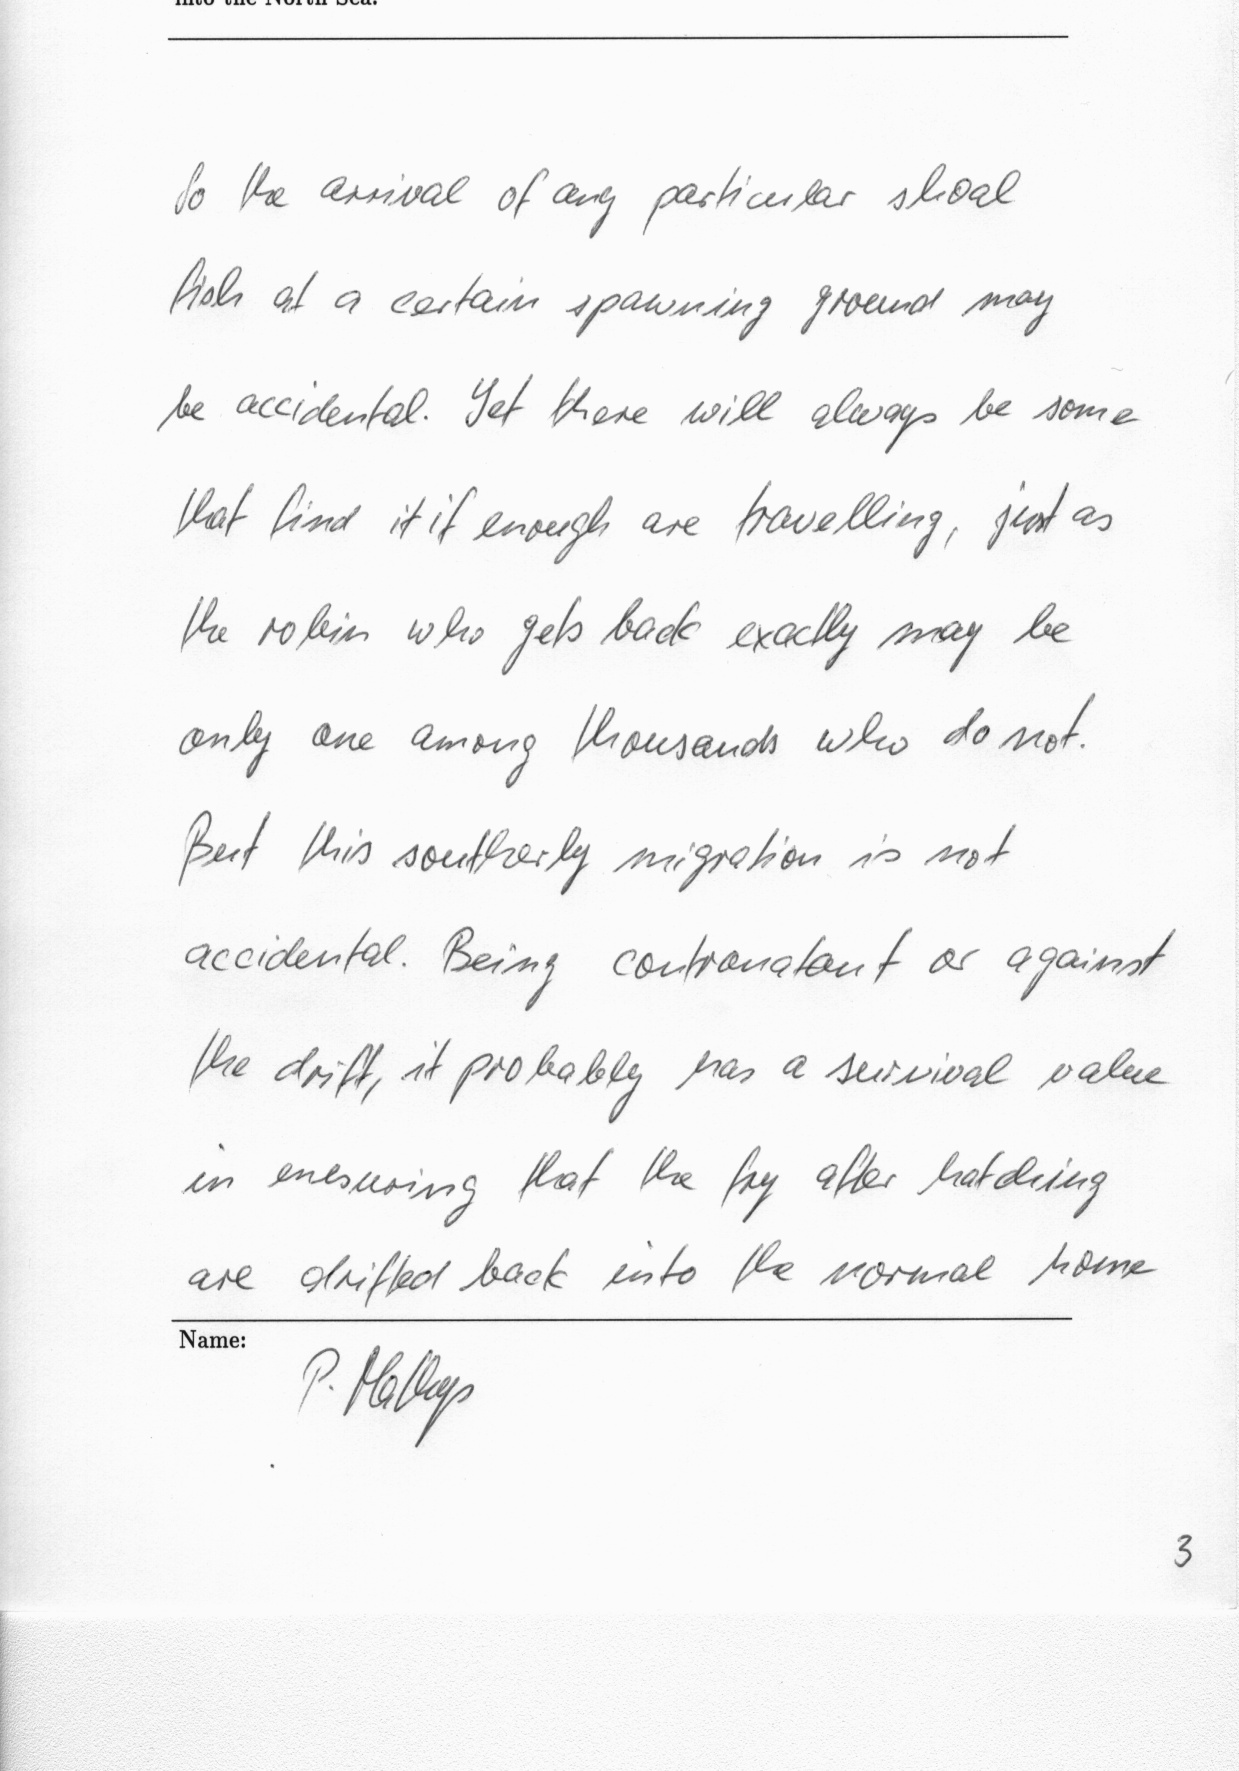 into the North Sea.
So the arrival of any particular shoal
fish at a certain spawning ground may
be accidental. Yet there will always be some
that find it if enough are travelling, just as
the robin who gets back exactly may be
only one among thousands who do not.
But this southerly migration is not
accidental. Being contranatant or against
the drift, it probably has a survival value
in enesuring that the fry after hatching
are drifted back into the normal home
Name:
P.
3